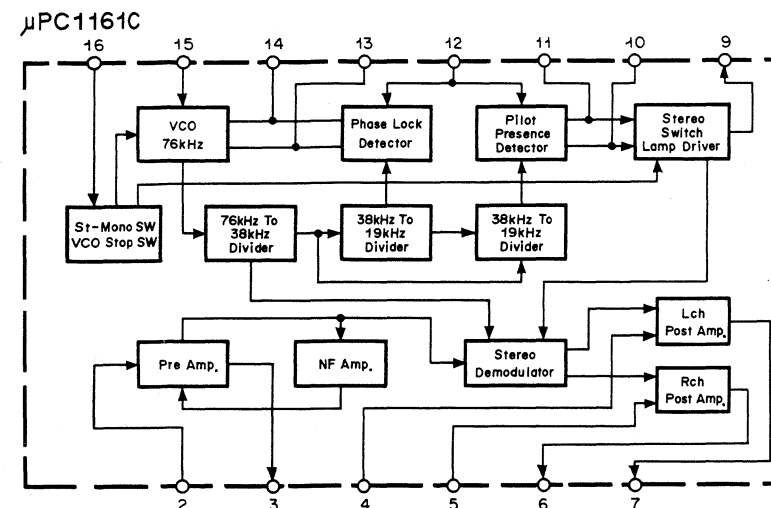 μPC1161C
16 15 14 13 12 11 10 9
VCO
76kHz
Phase Lock
Detector
Pilot
Presence
Detector
Stereo
Switch
Lamp Driver
St-Mono SW
VCO Stop SW
76kHz To
38kHz
Divider
38kHz To
19kHz
Divider
38kHz To
19kHz
Divider
Pre Amp.
NF Amp.
Stereo
Demodulator
Lch
Post Amp.
Rch
Post Amp.
2 3 4 5 6 7